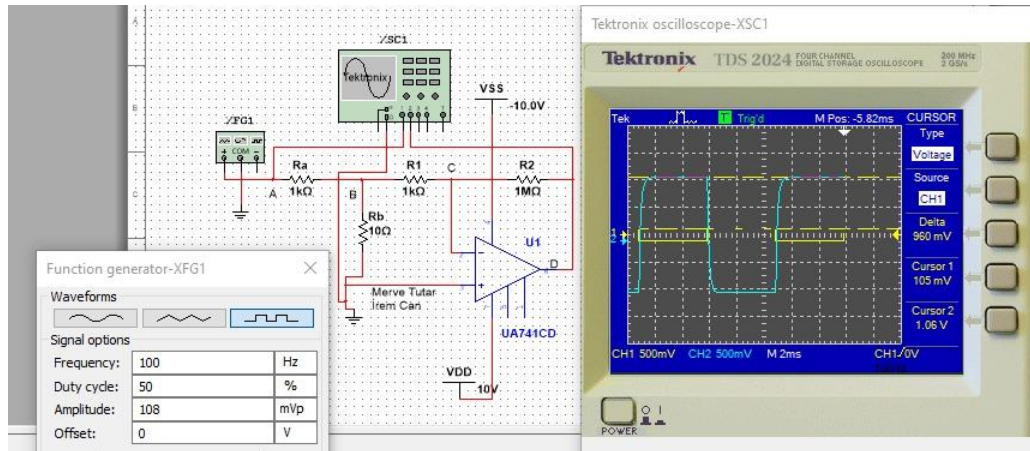 Tektronix oscilloscope-XSC1
Tektronix TDS 2024 FOUR CHANNEL DIGITAL STORAGE OSCILLOSCOPE 200 MHz 2 GS/s
XSC1
Tektronix
VSS
-10.0V
XFG1
COM
Ra
1kΩ
R1
1kΩ
R2
1MΩ
A
B
C
D
Rb
10Ω
U1
UA741CD
Merve Tutar
İrem Can
VDD
10V
Tek
T Trig'd
M Pos: -5.82ms
CURSOR
Type
Voltage
Source
CH1
Delta
960 mV
Cursor 1
105 mV
Cursor 2
1.06 V
1
2
CH1 500mV CH2 500mV M 2ms CH1/0V
POWER
Function generator-XFG1
Waveforms
Signal options
Frequency: 100 Hz
Duty cycle: 50 %
Amplitude: 108 mVp
Offset: 0 V